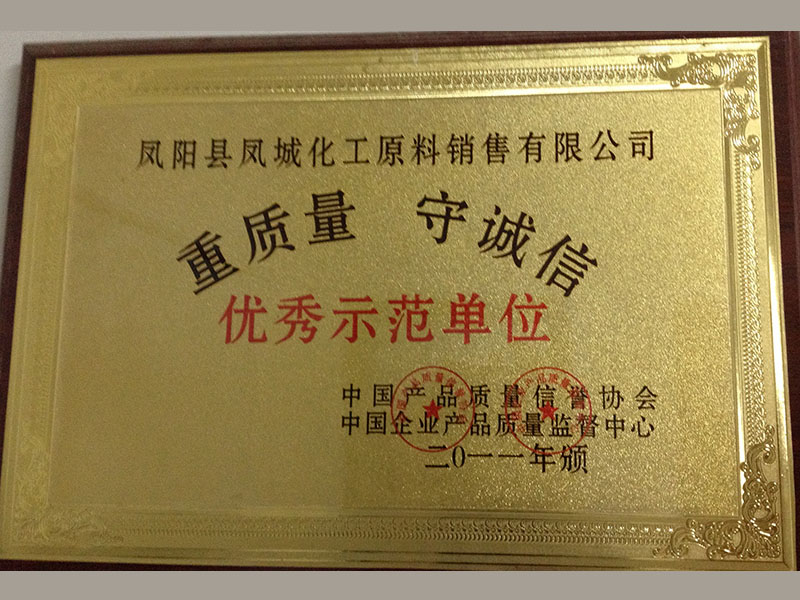 凤阳县凤城化工原料销售有限公司
重质量 守诚信
优秀示范单位
中国产品质量信誉协会
中国企业产品质量监督中心
二0一一年颁